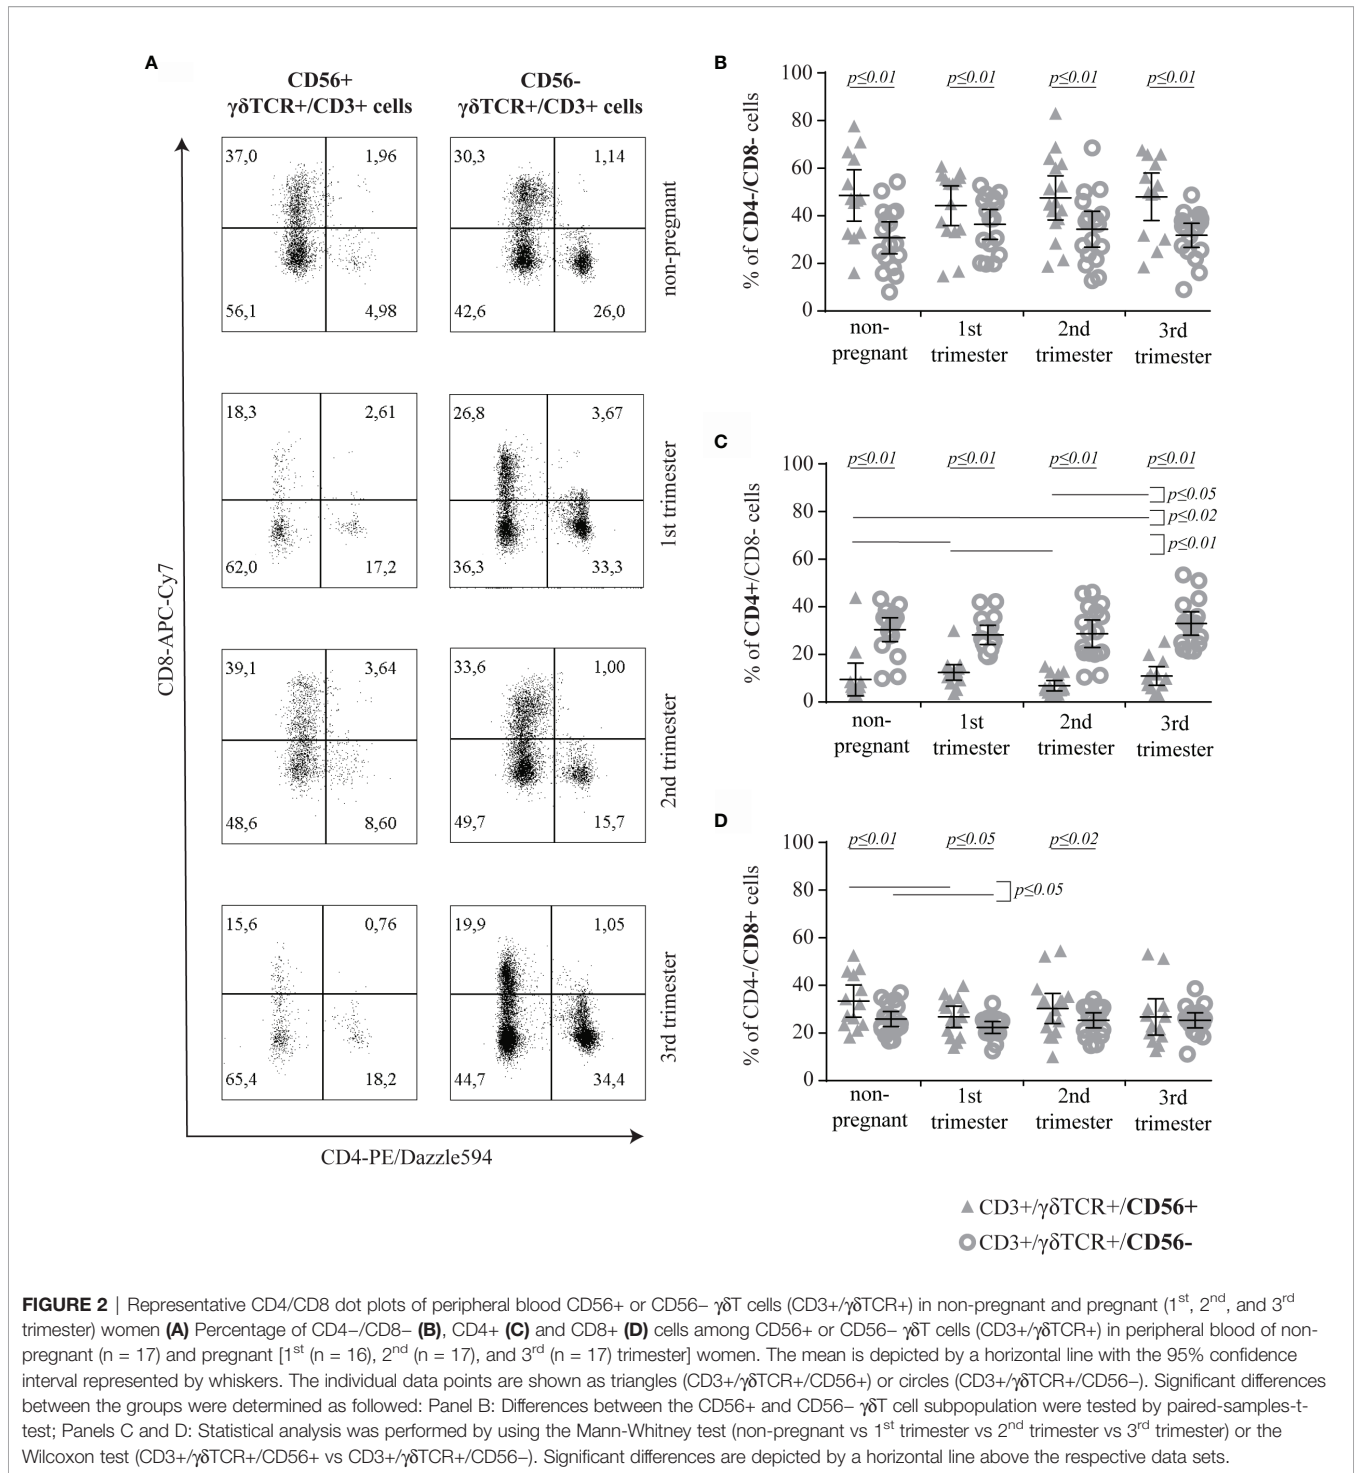 A
CD56+
γδTCR+/CD3+ cells
CD56-
γδTCR+/CD3+ cells
37,0
1,96
56,1
4,98
30,3
1,14
42,6
26,0
non-pregnant
18,3
2,61
62,0
17,2
26,8
3,67
36,3
33,3
1st trimester
39,1
3,64
48,6
8,60
33,6
1,00
49,7
15,7
2nd trimester
15,6
0,76
65,4
18,2
19,9
1,05
44,7
34,4
3rd trimester
CD8-APC-Cy7
CD4-PE/Dazzle594
B
% of CD4-/CD8- cells
100
80
60
40
20
0
p≤0.01
p≤0.01
p≤0.01
p≤0.01
non-
pregnant
1st
trimester
2nd
trimester
3rd
trimester
C
% of CD4+/CD8- cells
100
80
60
40
20
0
p≤0.01
p≤0.01
p≤0.01
p≤0.01
p≤0.05
p≤0.02
p≤0.01
non-
pregnant
1st
trimester
2nd
trimester
3rd
trimester
D
% of CD4-/CD8+ cells
100
80
60
40
20
0
p≤0.01
p≤0.05
p≤0.02
p≤0.05
non-
pregnant
1st
trimester
2nd
trimester
3rd
trimester
CD3+/γδTCR+/CD56+
CD3+/γδTCR+/CD56-
FIGURE 2 | Representative CD4/CD8 dot plots of peripheral blood CD56+ or CD56− γδT cells (CD3+/γδTCR+) in non-pregnant and pregnant (1st, 2nd, and 3rd
trimester) women (A) Percentage of CD4−/CD8− (B), CD4+ (C) and CD8+ (D) cells among CD56+ or CD56− γδT cells (CD3+/γδTCR+) in peripheral blood of non-
pregnant (n = 17) and pregnant [1st (n = 16), 2nd (n = 17), and 3rd (n = 17) trimester] women. The mean is depicted by a horizontal line with the 95% confidence
interval represented by whiskers. The individual data points are shown as triangles (CD3+/γδTCR+/CD56+) or circles (CD3+/γδTCR+/CD56−). Significant differences
between the groups were determined as followed: Panel B: Differences between the CD56+ and CD56− γδT cell subpopulation were tested by paired-samples-t-
test; Panels C and D: Statistical analysis was performed by using the Mann-Whitney test (non-pregnant vs 1st trimester vs 2nd trimester vs 3rd trimester) or the
Wilcoxon test (CD3+/γδTCR+/CD56+ vs CD3+/γδTCR+/CD56−). Significant differences are depicted by a horizontal line above the respective data sets.